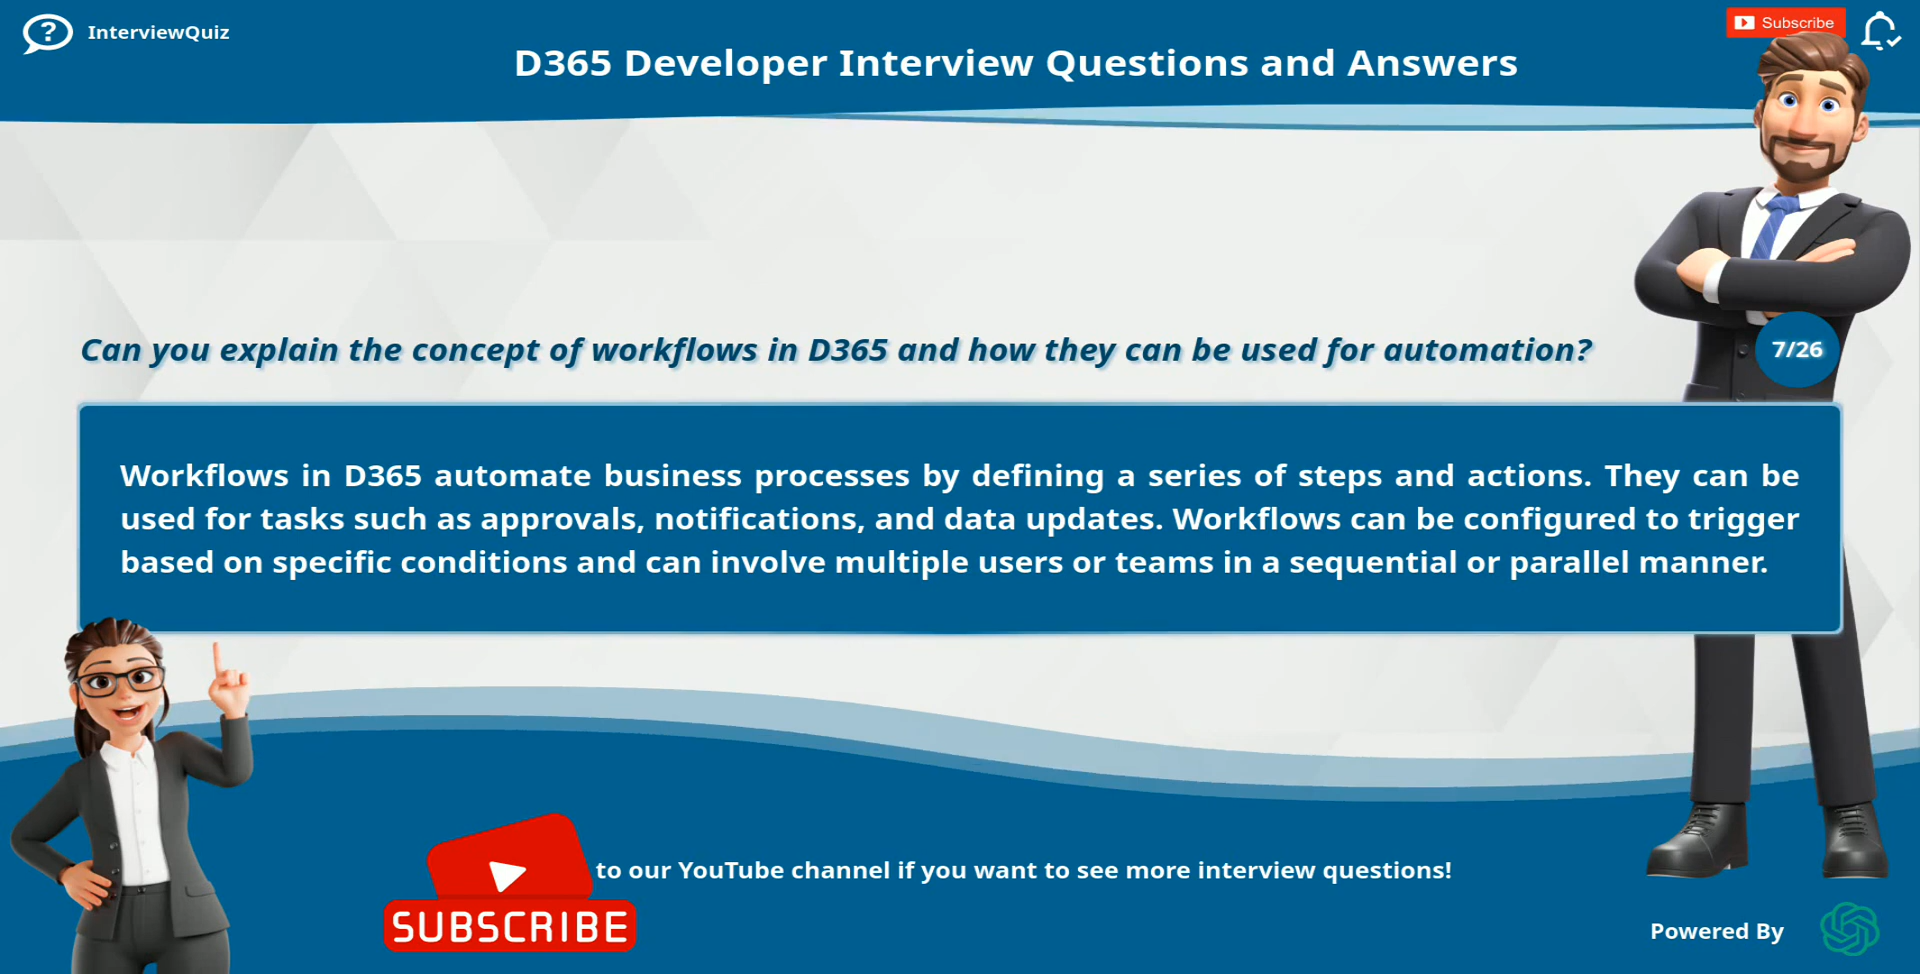 InterviewQuiz
Subscribe
D365 Developer Interview Questions and Answers
Can you explain the concept of workflows in D365 and how they can be used for automation?
7/26
Workflows in D365 automate business processes by defining a series of steps and actions. They can be
used for tasks such as approvals, notifications, and data updates. Workflows can be configured to trigger
based on specific conditions and can involve multiple users or teams in a sequential or parallel manner.
to our YouTube channel if you want to see more interview questions!
SUBSCRIBE
Powered By